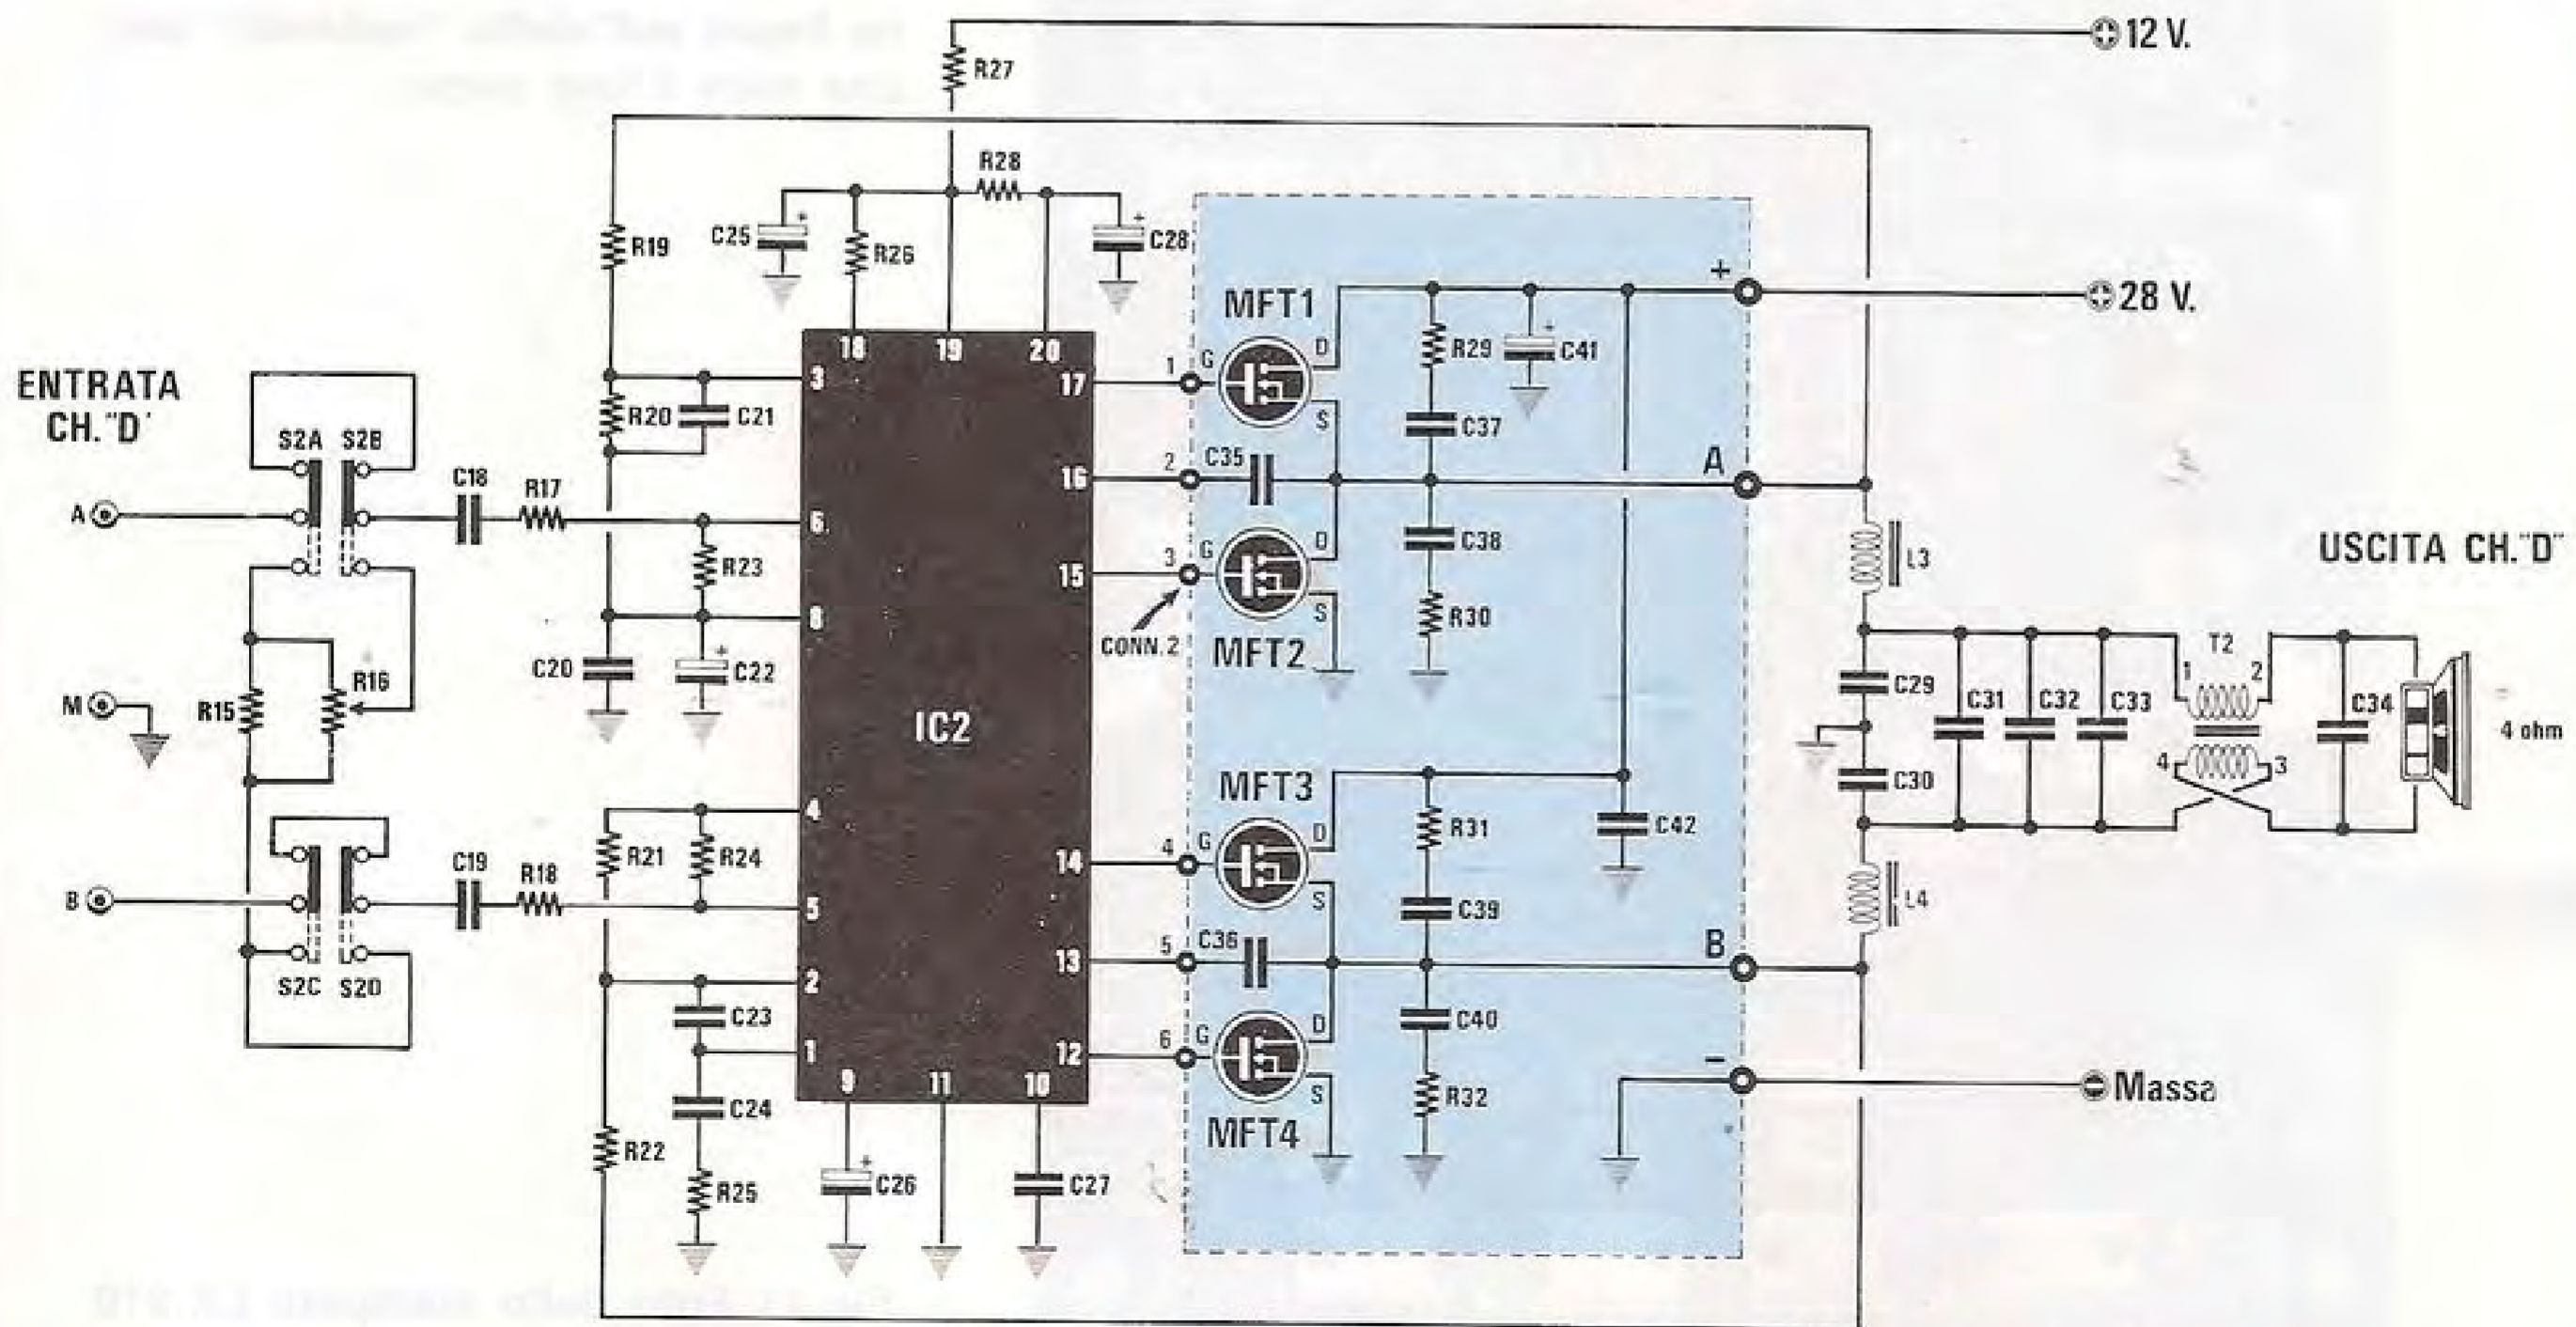 12 V.
R27
R28
C25
R26
C28
R19
ENTRATA
CH."D"
18
19
20
3
17
6
16
15
8
IC2
4
14
5
13
2
1
12
9
11
10
R20
C21
S2A
S2B
C18
R17
A
R23
C20
C22
M
R15
R16
R21
R24
C19
R18
B
S2C
S2D
C23
C24
R22
R25
C26
C27
1
2
3
CONN.2
4
5
6
MFT1
G
D
S
C35
G
D
S
MFT2
R29
C41
C37
C38
R30
+
28 V.
A
MFT3
G
D
S
C36
G
D
S
MFT4
R31
C42
C39
C40
R32
B
-
Massa
L3
USCITA CH."D"
C29
C30
C31
C32
C33
T2
1
2
4
3
C34
4 ohm
L4